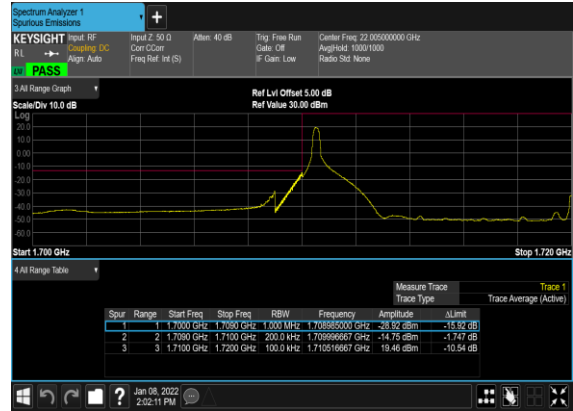 Spectrum Analyzer 1
Spurious Emissions
KEYSIGHT Input: RF Input Z: 50 Ω Atten: 40 dB Trig: Free Run Center Freq: 22.005000000 GHz
RL Coupling: DC Corr CCorr Gate: Off Avg|Hold: 1000/1000
Align: Auto Freq Ref: Int (S) IF Gain: Low Radio Std: None
PASS
3 All Range Graph
Ref Lvl Offset 5.00 dB
Scale/Div 10.0 dB Ref Value 30.00 dBm
Log
20.0
10.0
0.00
-10.0
-20.0
-30.0
-40.0
-50.0
-60.0
Start 1.700 GHz Stop 1.720 GHz
4 All Range Table
Measure Trace Trace 1
Trace Type Trace Average (Active)
Spur Range Start Freq Stop Freq RBW Frequency Amplitude ΔLimit
1 1 1.7000 GHz 1.7090 GHz 1.000 MHz 1.708985000 GHz -28.92 dBm -15.92 dB
2 2 1.7090 GHz 1.7100 GHz 200.0 kHz 1.709996667 GHz -14.75 dBm -1.747 dB
3 3 1.7100 GHz 1.7200 GHz 100.0 kHz 1.710516667 GHz 19.46 dBm -10.54 dB
? Jan 08, 2022
2:02:11 PM